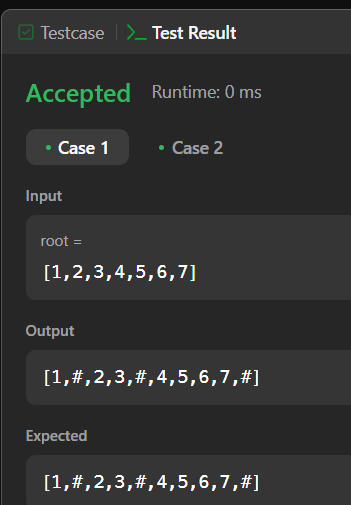 Testcase
Test Result
Accepted
Runtime: 0 ms
Case 1
Case 2
Input
root =
[1,2,3,4,5,6,7]
Output
[1,#,2,3,#,4,5,6,7,#]
Expected
[1,#,2,3,#,4,5,6,7,#]